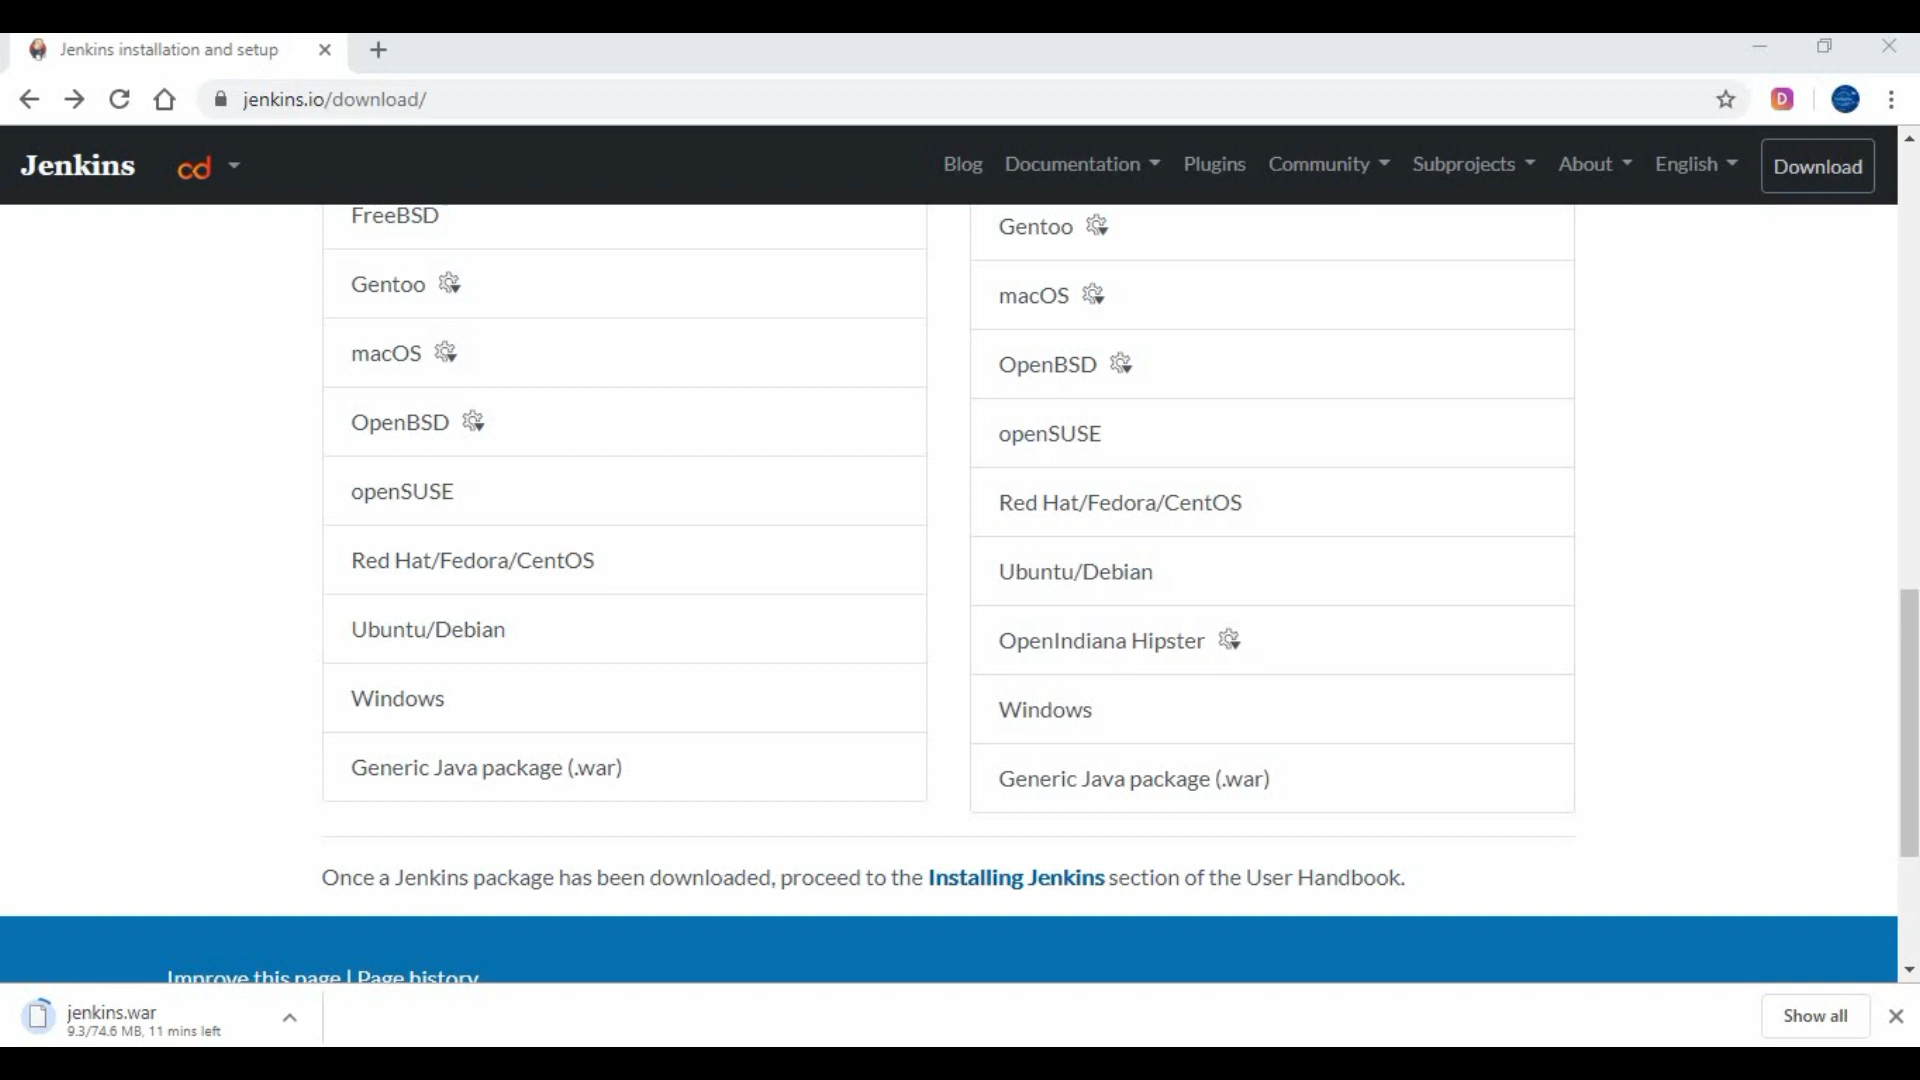 Jenkins installation and setup
jenkins.io/download/
D
Jenkins
cd
Blog
Documentation
Plugins
Community
Subprojects
About
English
Download
FreeBSD
Gentoo
macOS
OpenBSD
openSUSE
Red Hat/Fedora/CentOS
Ubuntu/Debian
Windows
Generic Java package (.war)
Gentoo
macOS
OpenBSD
openSUSE
Red Hat/Fedora/CentOS
Ubuntu/Debian
OpenIndiana Hipster
Windows
Generic Java package (.war)
Once a Jenkins package has been downloaded, proceed to the Installing Jenkins section of the User Handbook.
Improve this page | Page history
jenkins.war
9.3/74.6 MB, 11 mins left
Show all